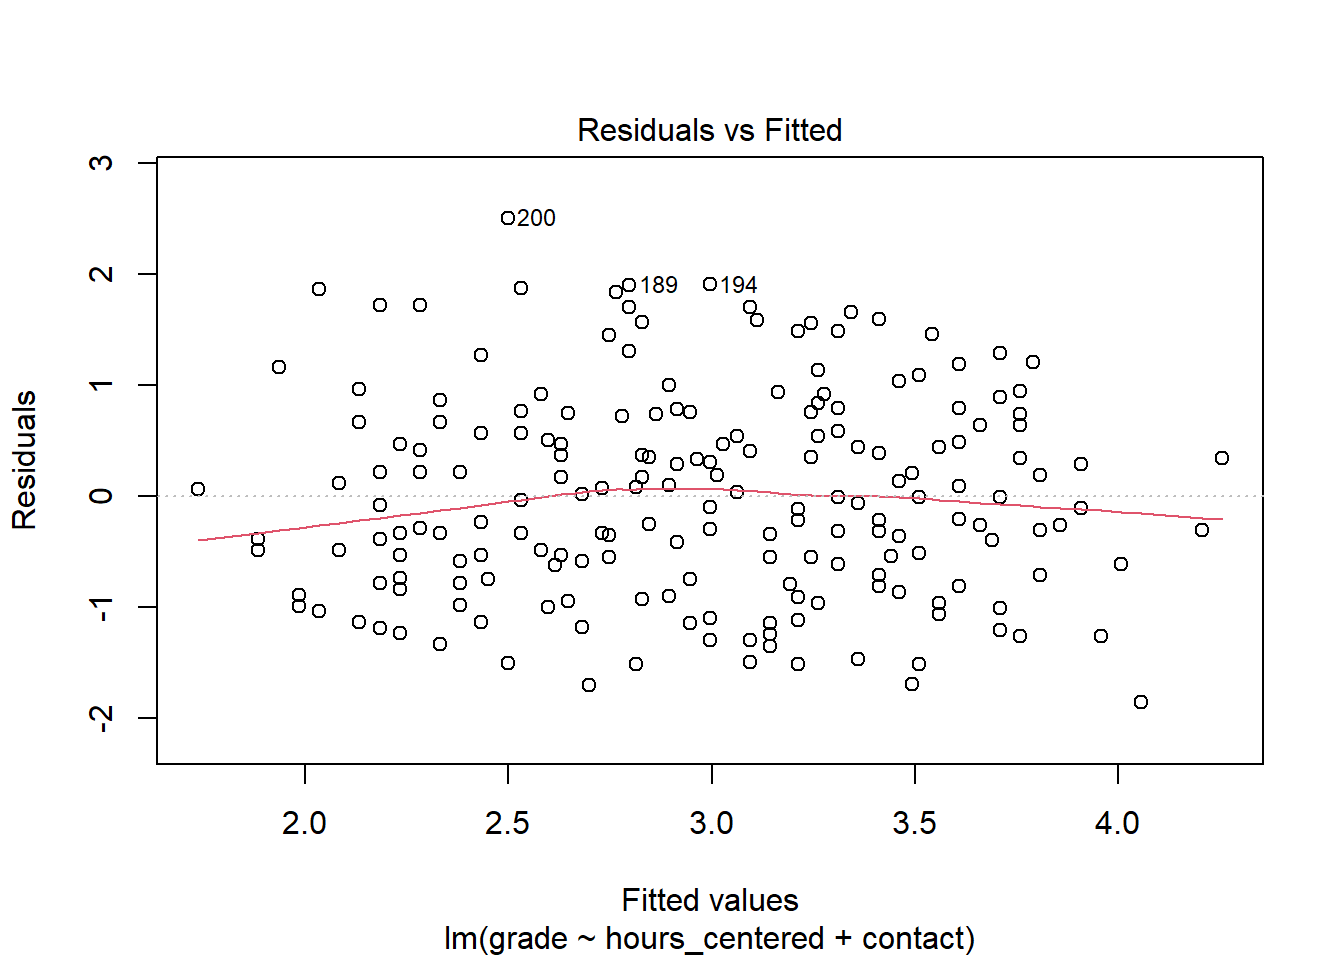 Residuals vs Fitted
3
2
1
0
-1
-2
Residuals
200
189
194
2.0 2.5 3.0 3.5 4.0
Fitted values
lm(grade ~ hours_centered + contact)